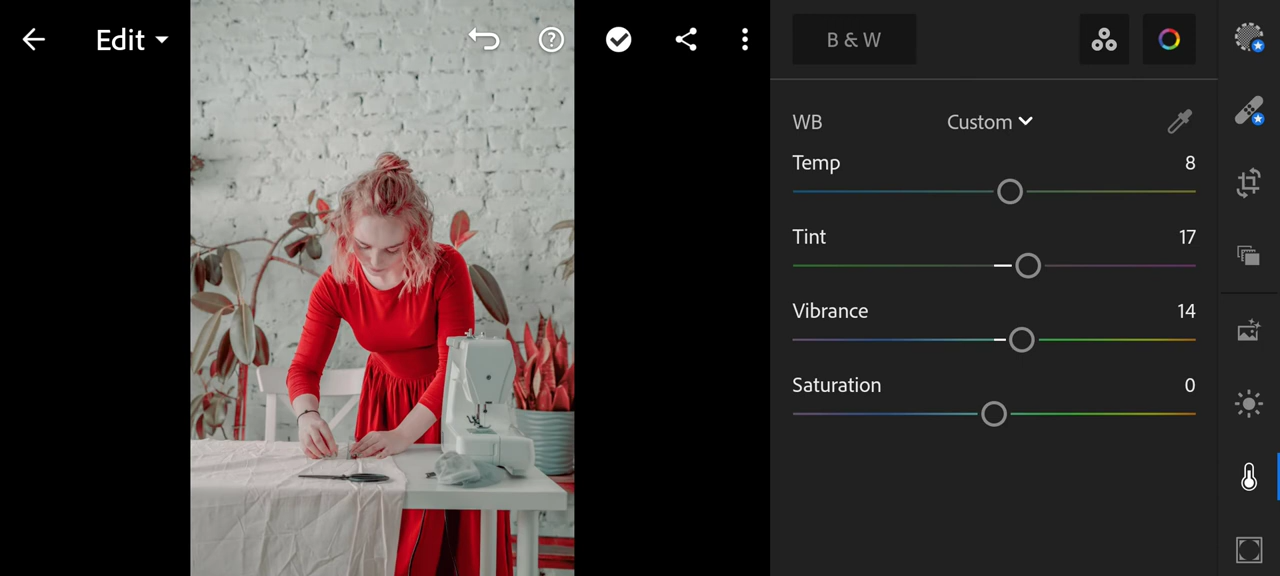 Edit
B & W
WB Custom
Temp 8
Tint 17
Vibrance 14
Saturation 0